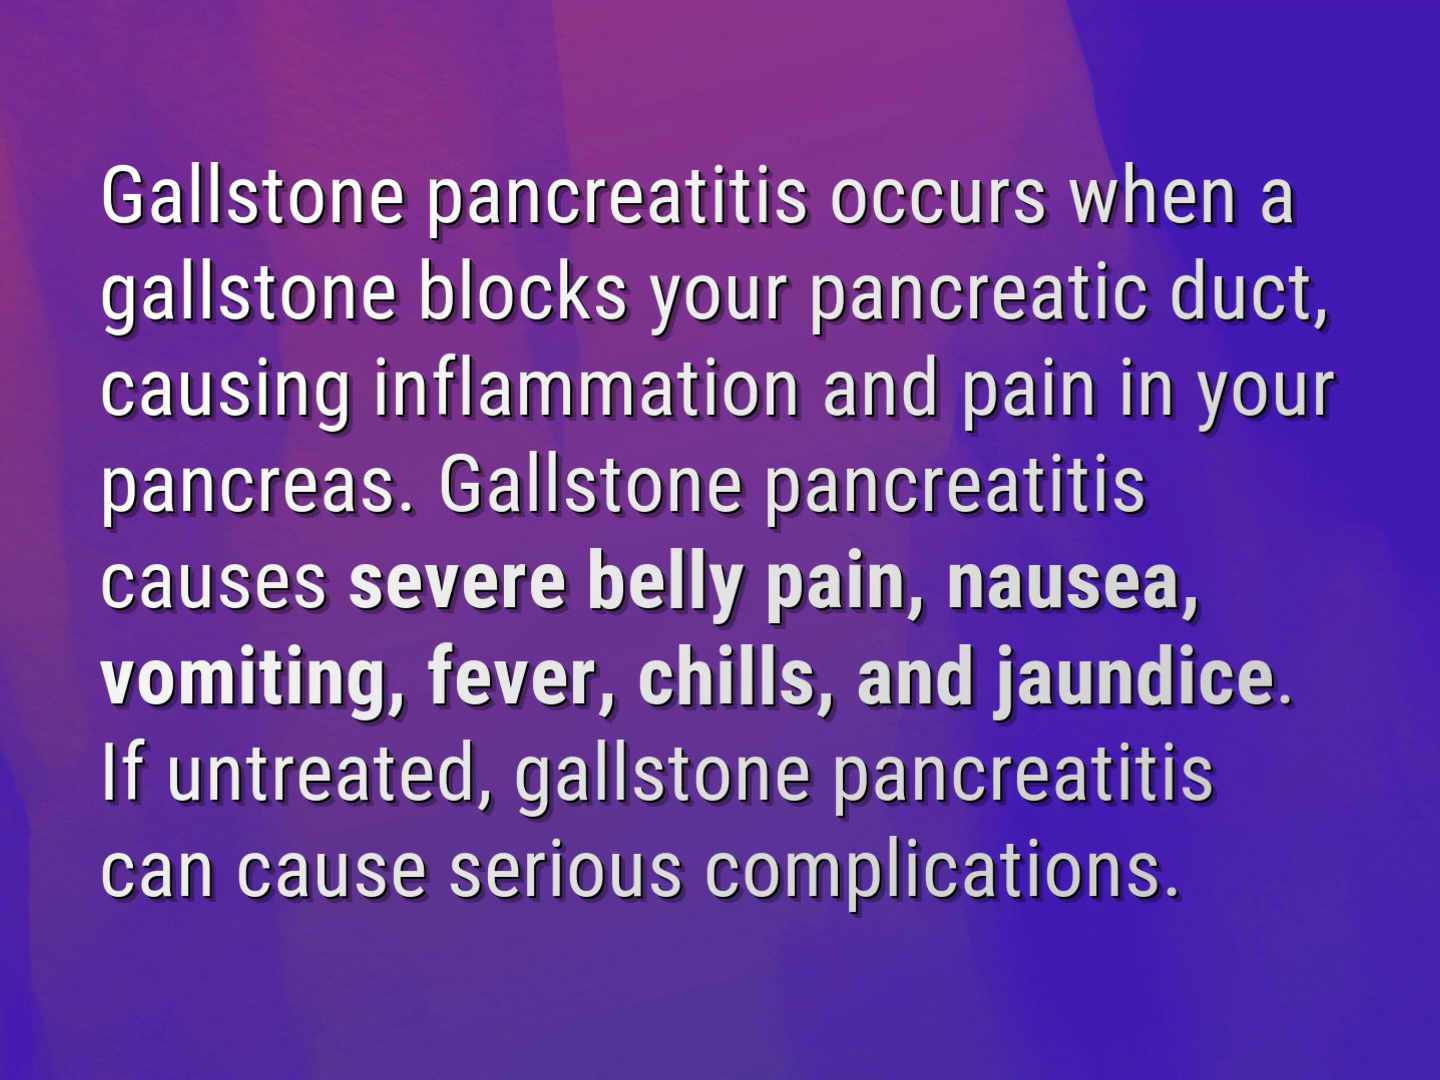 Gallstone pancreatitis occurs when a
gallstone blocks your pancreatic duct,
causing inflammation and pain in your
pancreas. Gallstone pancreatitis
causes severe belly pain, nausea,
vomiting, fever, chills, and jaundice.
If untreated, gallstone pancreatitis
can cause serious complications.